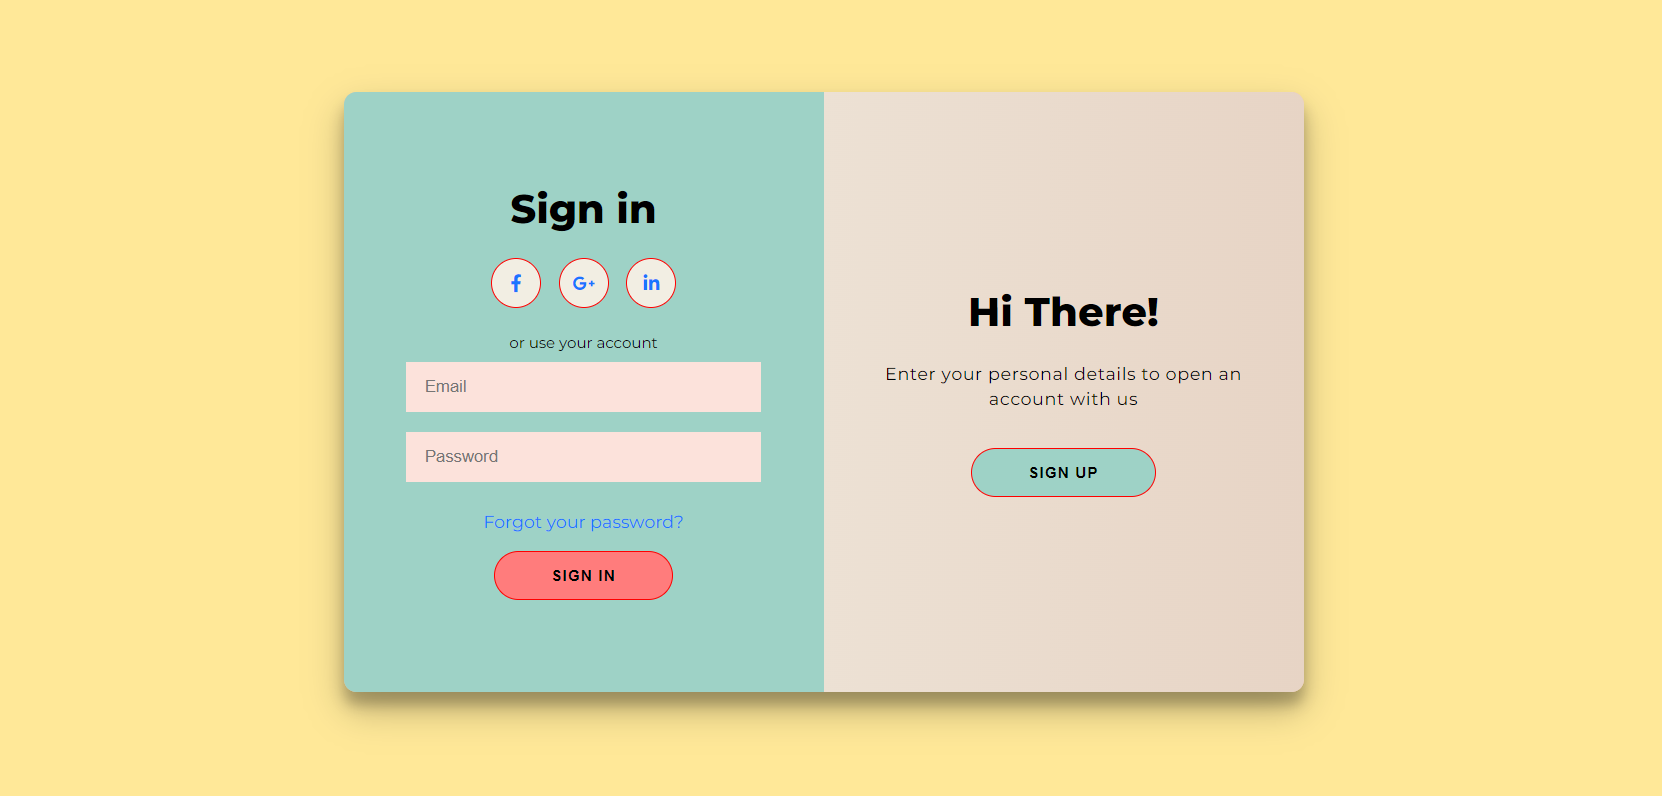 Sign in
f
G+
in
or use your account
Email
Password
Forgot your password?
SIGN IN
Hi There!
Enter your personal details to open an
account with us
SIGN UP